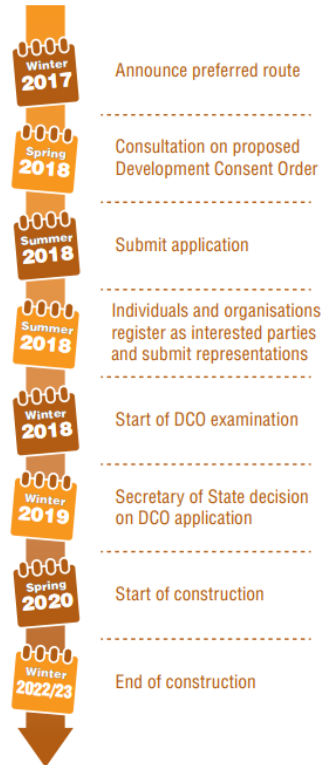 Winter
2017
Announce preferred route
Spring
2018
Consultation on proposed
Development Consent Order
Summer
2018
Submit application
Summer
2018
Individuals and organisations
register as interested parties
and submit representations
Winter
2018
Start of DCO examination
Winter
2019
Secretary of State decision
on DCO application
Spring
2020
Start of construction
Winter
2022/23
End of construction